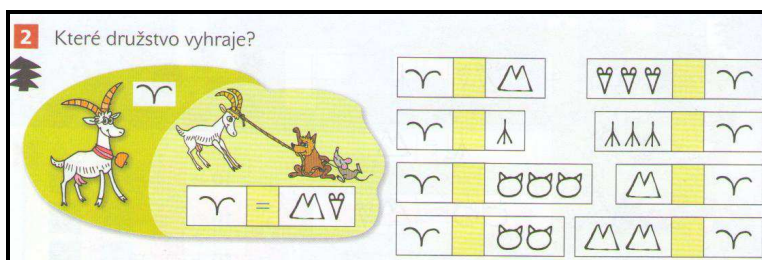 2 Které družstvo vyhraje?
=